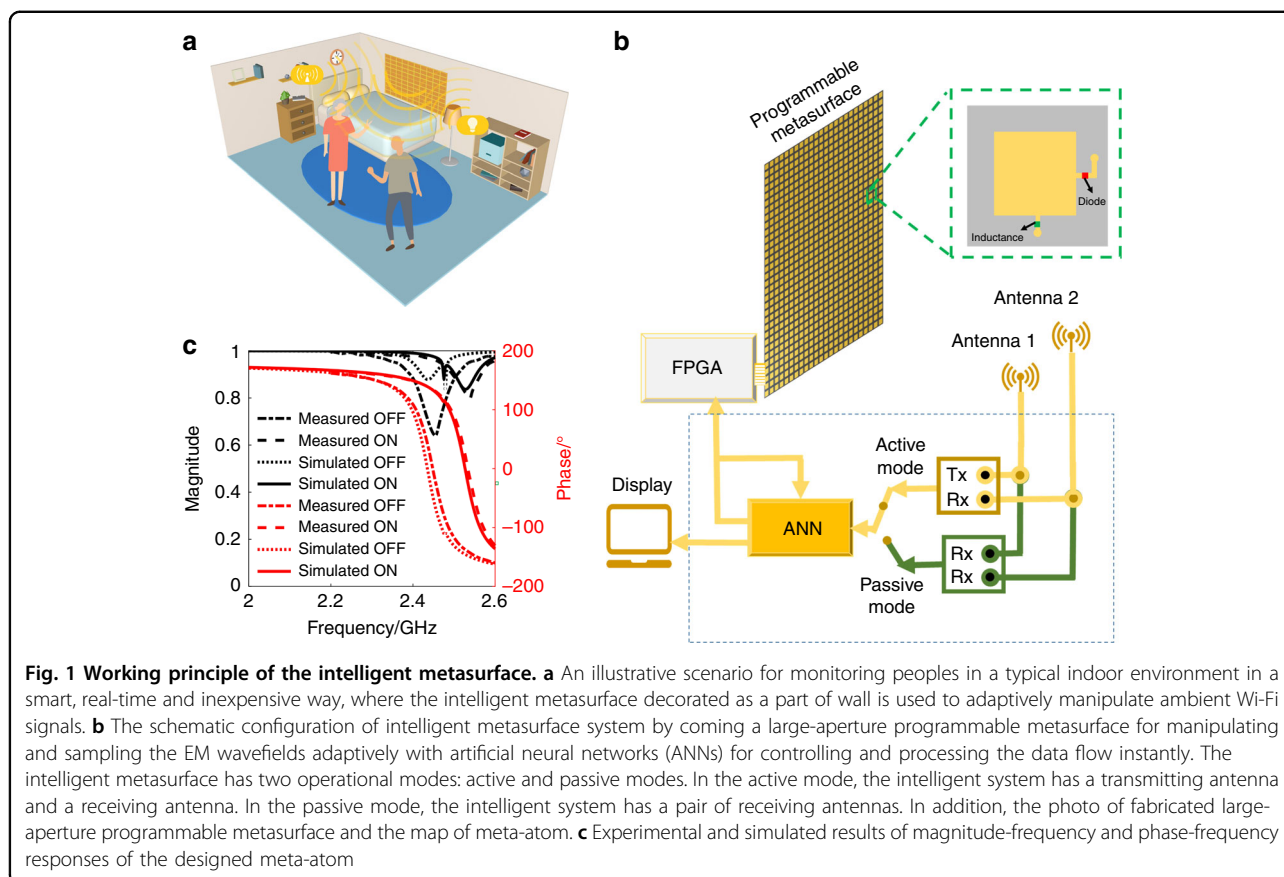 a
b
Programmable
metasurface
Diode
Inductance
Antenna 2
Antenna 1
FPGA
Active
mode
Tx
Rx
Display
ANN
Rx
Rx
Passive
mode
c
1
0.8
0.6
0.4
0.2
0
Magnitude
Measured OFF
Measured ON
Simulated OFF
Simulated ON
Measured OFF
Measured ON
Simulated OFF
Simulated ON
200
100
0
−100
−200
Phase/°
2
2.2
2.4
2.6
Frequency/GHz
Fig. 1 Working principle of the intelligent metasurface. a An illustrative scenario for monitoring peoples in a typical indoor environment in a
smart, real-time and inexpensive way, where the intelligent metasurface decorated as a part of wall is used to adaptively manipulate ambient Wi-Fi
signals. b The schematic configuration of intelligent metasurface system by coming a large-aperture programmable metasurface for manipulating
and sampling the EM wavefields adaptively with artificial neural networks (ANNs) for controlling and processing the data flow instantly. The
intelligent metasurface has two operational modes: active and passive modes. In the active mode, the intelligent system has a transmitting antenna
and a receiving antenna. In the passive mode, the intelligent system has a pair of receiving antennas. In addition, the photo of fabricated large-
aperture programmable metasurface and the map of meta-atom. c Experimental and simulated results of magnitude-frequency and phase-frequency
responses of the designed meta-atom